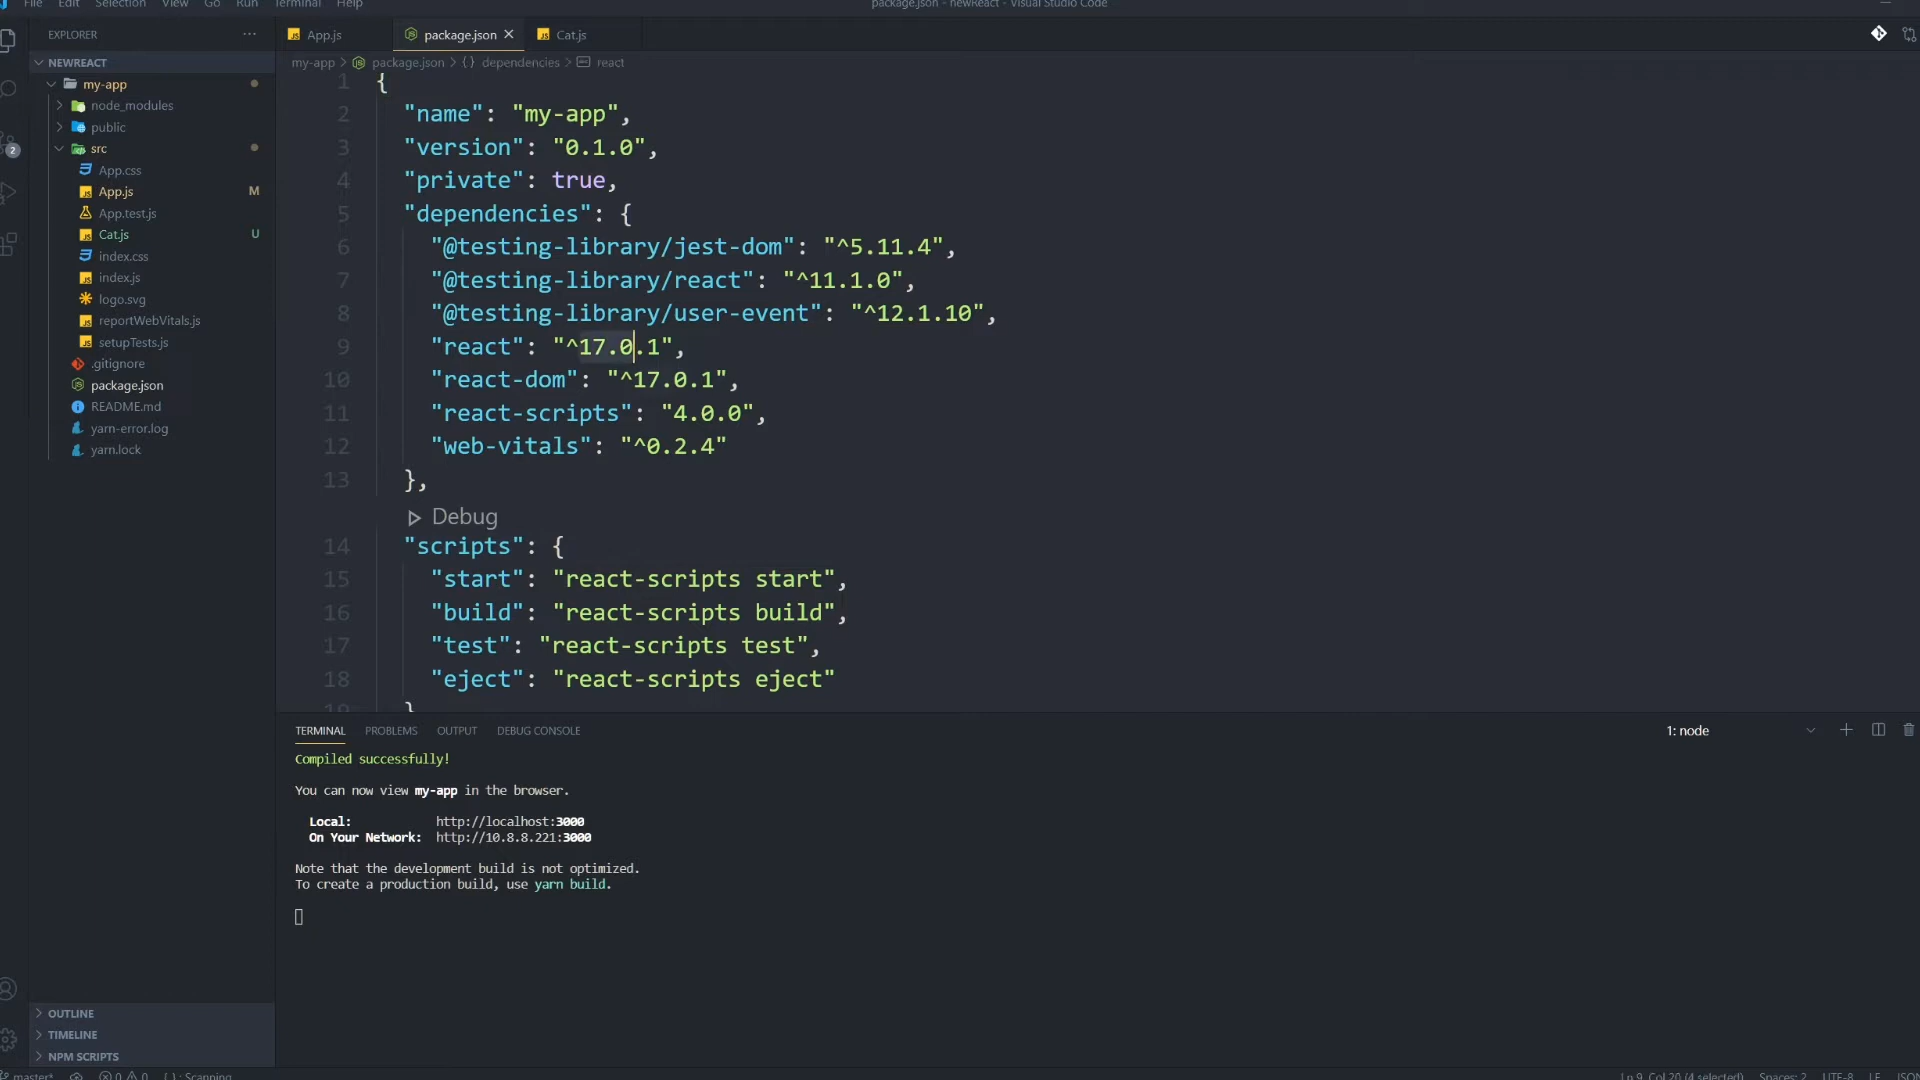 File Edit Selection View Go Run Terminal Help
package.json - newReact - Visual Studio Code
EXPLORER
App.js
package.json
Cat.js
NEWREACT
my-app
node_modules
public
src
App.css
App.js M
App.test.js
Cat.js U
index.css
index.js
logo.svg
reportWebVitals.js
setupTests.js
.gitignore
package.json
README.md
yarn-error.log
yarn.lock
my-app > package.json > {} dependencies > react
1 {
2 "name": "my-app",
3 "version": "0.1.0",
4 "private": true,
5 "dependencies": {
6 "@testing-library/jest-dom": "^5.11.4",
7 "@testing-library/react": "^11.1.0",
8 "@testing-library/user-event": "^12.1.10",
9 "react": "^17.0.1",
10 "react-dom": "^17.0.1",
11 "react-scripts": "4.0.0",
12 "web-vitals": "^0.2.4"
13 },
Debug
14 "scripts": {
15 "start": "react-scripts start",
16 "build": "react-scripts build",
17 "test": "react-scripts test",
18 "eject": "react-scripts eject"
19 }
TERMINAL PROBLEMS OUTPUT DEBUG CONSOLE
1: node
Compiled successfully!
You can now view my-app in the browser.
Local: http://localhost:3000
On Your Network: http://10.8.8.221:3000
Note that the development build is not optimized.
To create a production build, use yarn build.
2
OUTLINE
TIMELINE
NPM SCRIPTS
master* 0 0 { } : Scanning
Ln 9, Col 20 (4 selected) Spaces: 2 UTF-8 LF JSON